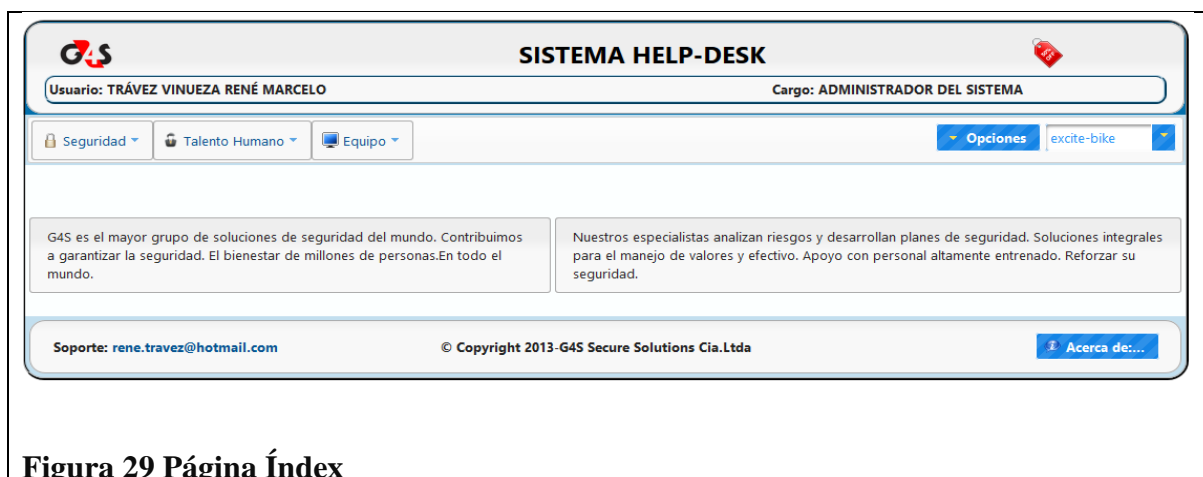 G4S
SISTEMA HELP-DESK
Usuario: TRÁVEZ VINUEZA RENÉ MARCELO
Cargo: ADMINISTRADOR DEL SISTEMA
Seguridad
Talento Humano
Equipo
Opciones
excite-bike
G4S es el mayor grupo de soluciones de seguridad del mundo. Contribuimos
a garantizar la seguridad. El bienestar de millones de personas.En todo el
mundo.
Nuestros especialistas analizan riesgos y desarrollan planes de seguridad. Soluciones integrales
para el manejo de valores y efectivo. Apoyo con personal altamente entrenado. Reforzar su
seguridad.
Soporte: rene.travez@hotmail.com
© Copyright 2013-G4S Secure Solutions Cia.Ltda
Acerca de:...
Figura 29 Página Índex